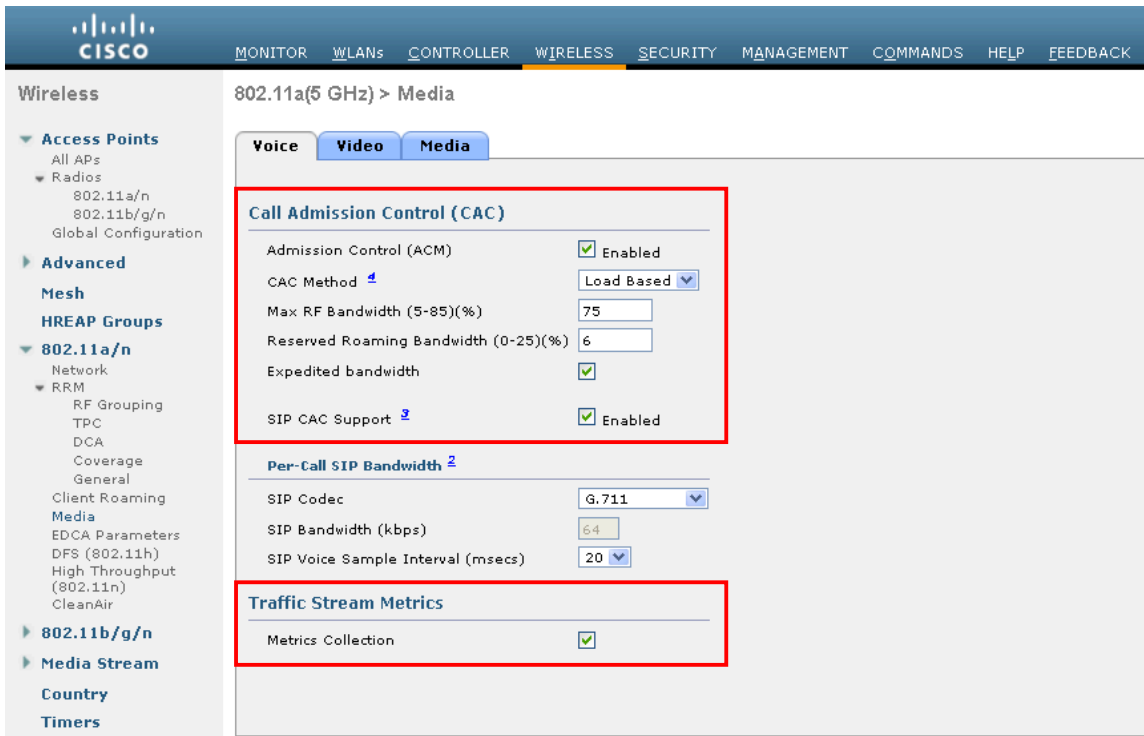 CISCO
MONITOR WLANs CONTROLLER WIRELESS SECURITY MANAGEMENT COMMANDS HELP FEEDBACK
Wireless
Access Points
All APs
Radios
802.11a/n
802.11b/g/n
Global Configuration
Advanced
Mesh
HREAP Groups
802.11a/n
Network
RRM
RF Grouping
TPC
DCA
Coverage
General
Client Roaming
Media
EDCA Parameters
DFS (802.11h)
High Throughput
(802.11n)
CleanAir
802.11b/g/n
Media Stream
Country
Timers
802.11a(5 GHz) > Media
Voice Video Media
Call Admission Control (CAC)
Admission Control (ACM) Enabled
CAC Method 4 Load Based
Max RF Bandwidth (5-85)(%) 75
Reserved Roaming Bandwidth (0-25)(%) 6
Expedited bandwidth
SIP CAC Support 3 Enabled
Per-Call SIP Bandwidth 2
SIP Codec G.711
SIP Bandwidth (kbps) 64
SIP Voice Sample Interval (msecs) 20
Traffic Stream Metrics
Metrics Collection